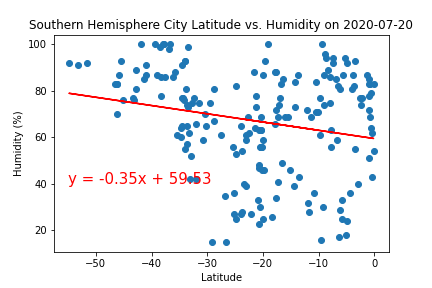 Southern Hemisphere City Latitude vs. Humidity on 2020-07-20
100
80
60
40
20
Humidity (%)
y = -0.35x + 59.53
−50 −40 −30 −20 −10 0
Latitude